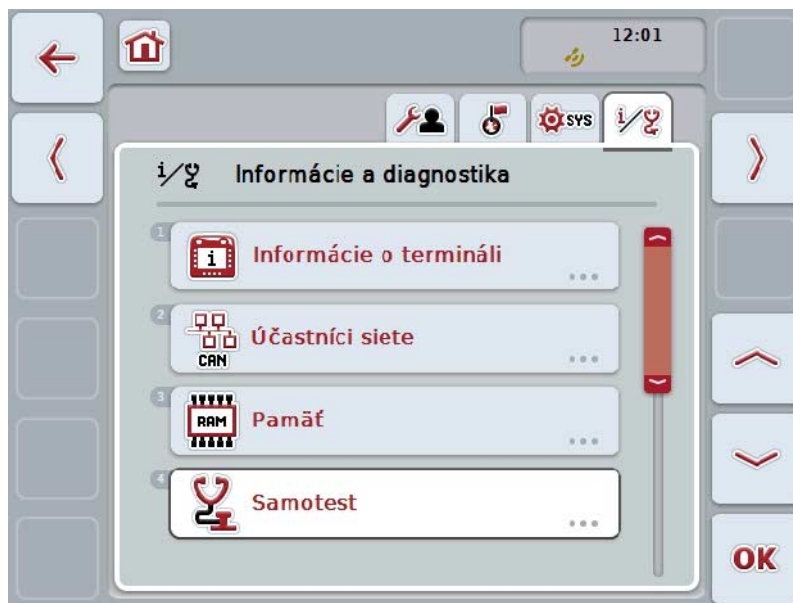 12:01
SYS
i/
i/ Informácie a diagnostika
1
i Informácie o termináli
2
CAN
Účastníci siete
3
RAM
Pamäť
4
Samotest
OK